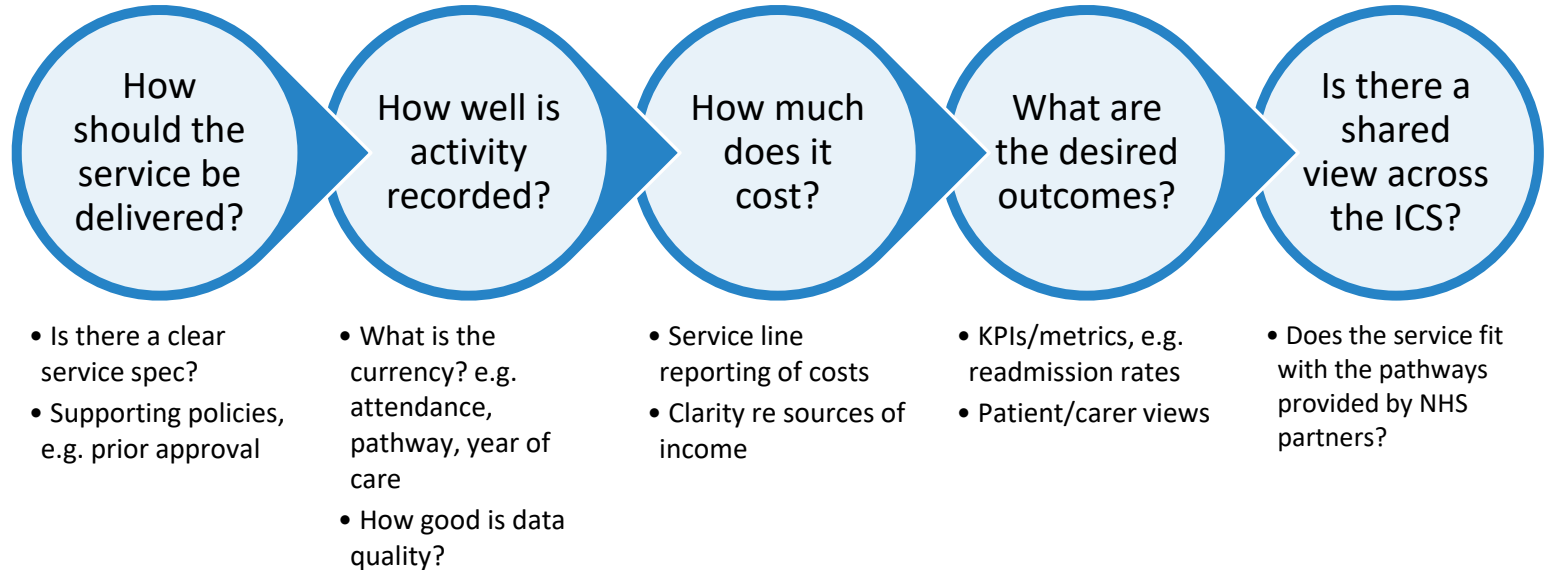 How
should the
service be
delivered?
How well is
activity
recorded?
How much
does it
cost?
What are
the desired
outcomes?
Is there a
shared
view across
the ICS?
• Is there a clear
service spec?
• Supporting policies,
e.g. prior approval
• What is the
currency? e.g.
attendance,
pathway, year of
care
• How good is data
quality?
• Service line
reporting of costs
• Clarity re sources of
income
• KPIs/metrics, e.g.
readmission rates
• Patient/carer views
• Does the service fit
with the pathways
provided by NHS
partners?